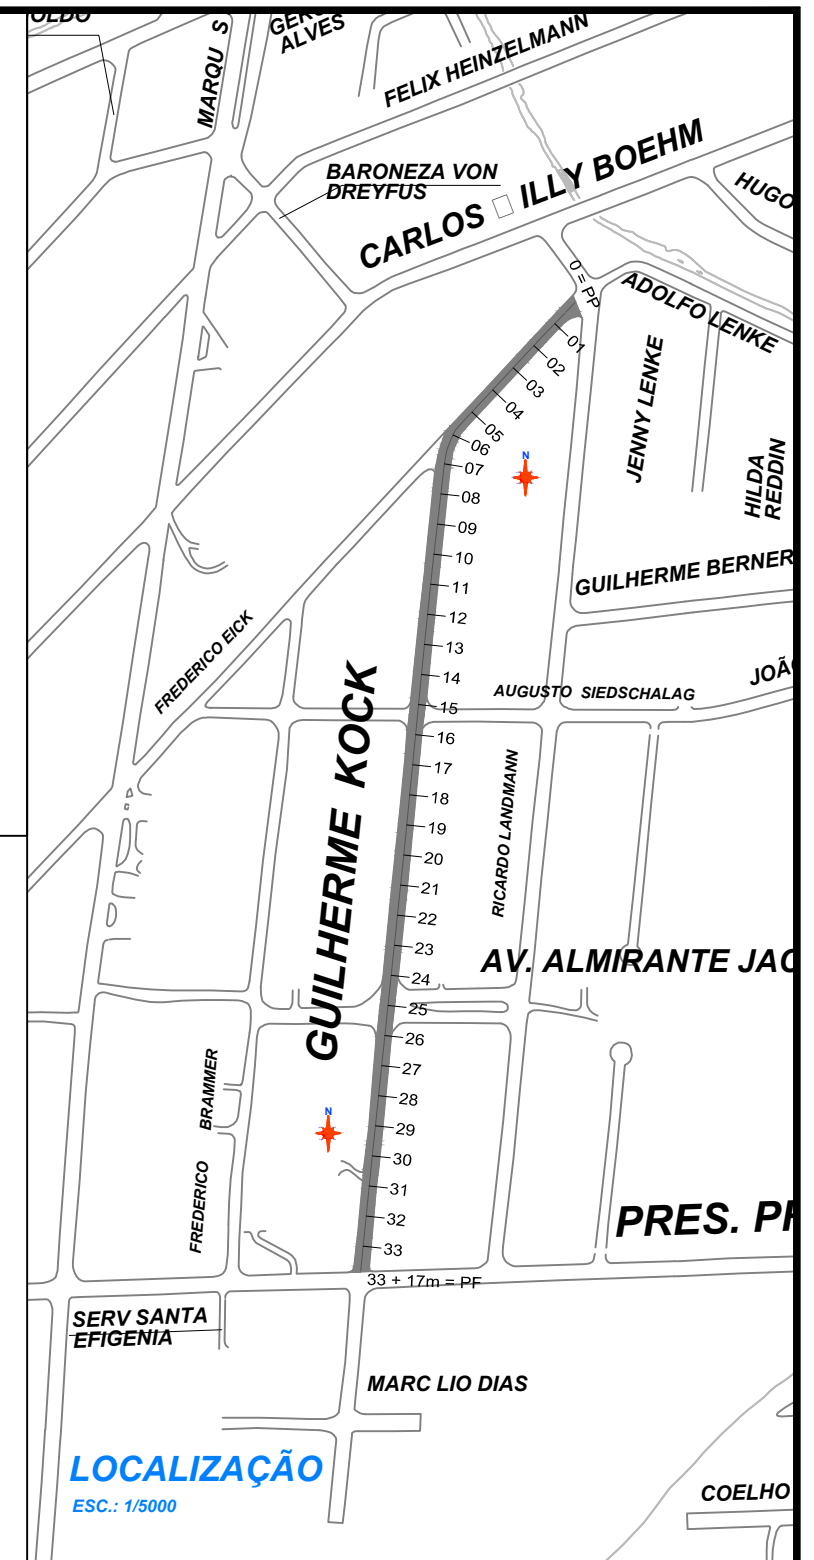 OLDO
MARQU S
ALVES
FELIX HEINZELMANN
BARONEZA VON
DREYFUS
CARLOS ILLY BOEHM
HUGO
0 = PP
ADOLFO LENKE
01
02
03
04
05
06
07
08
09
10
11
12
13
14
15
16
17
18
19
20
21
22
23
24
25
26
27
28
29
30
31
32
33
33 + 17m = PF
N
JENNY LENKE
HILDA
REDDIN
GUILHERME BERNER
FREDERICO EICK
AUGUSTO SIEDSCHALAG
JOÃO
GUILHERME KOCK
RICARDO LANDMANN
AV. ALMIRANTE JAC
BRAMMER
FREDERICO
N
PRES. PR
SERV SANTA
EFIGENIA
MARC LIO DIAS
LOCALIZAÇÃO
ESC.: 1/5000
COELHO